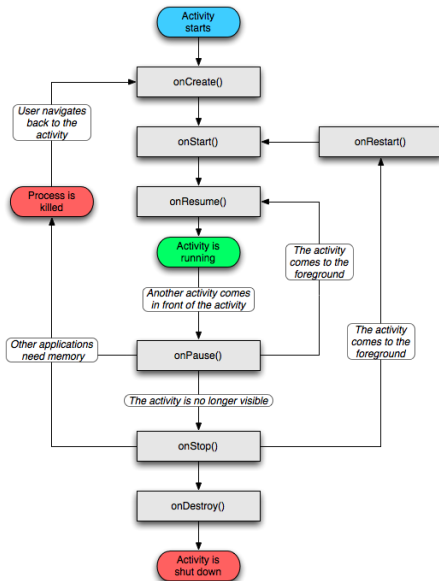 Activity
starts
onCreate()
User navigates
back to the
activity
onStart()
onRestart()
Process is
killed
onResume()
Activity is
running
The activity
comes to the
foreground
Another activity comes
in front of the activity
Other applications
need memory
onPause()
The activity
comes to the
foreground
The activity is no longer visible
onStop()
onDestroy()
Activity is
shut down